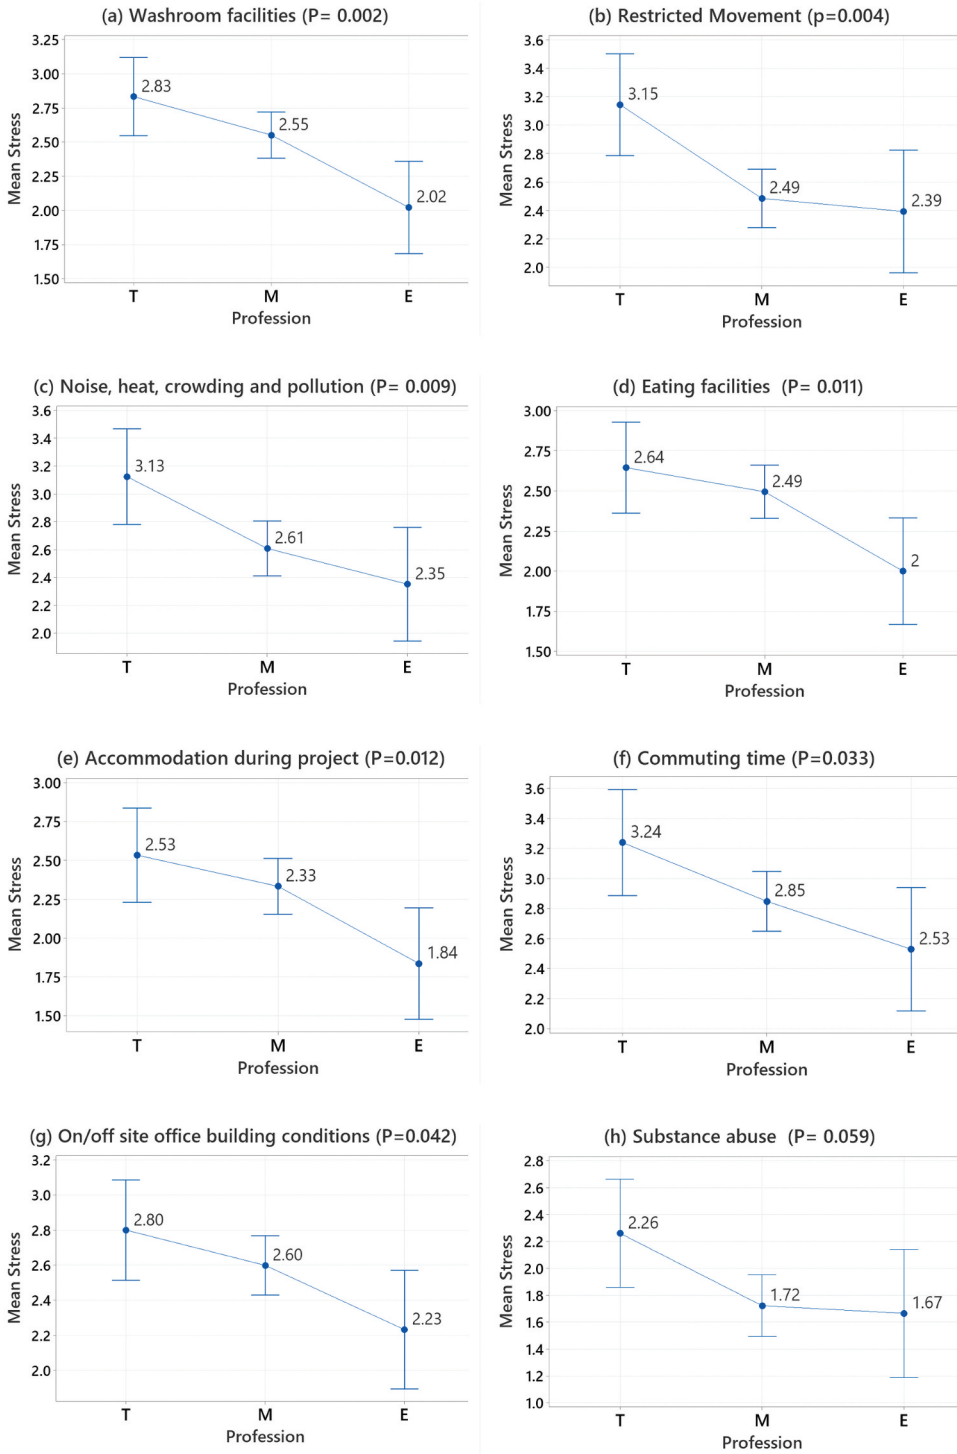 (a) Washroom facilities (P= 0.002)
3.25
3.00
2.75
2.50
2.25
2.00
1.75
1.50
Mean Stress
2.83
2.55
2.02
T M E
Profession
(b) Restricted Movement (p=0.004)
3.6
3.4
3.2
3.0
2.8
2.6
2.4
2.2
2.0
Mean Stress
3.15
2.49
2.39
T M E
Profession
(c) Noise, heat, crowding and pollution (P= 0.009)
3.6
3.4
3.2
3.0
2.8
2.6
2.4
2.2
2.0
Mean Stress
3.13
2.61
2.35
T M E
Profession
(d) Eating facilities (P= 0.011)
3.00
2.75
2.50
2.25
2.00
1.75
1.50
Mean Stress
2.64
2.49
2
T M E
Profession
(e) Accommodation during project (P=0.012)
3.00
2.75
2.50
2.25
2.00
1.75
1.50
Mean Stress
2.53
2.33
1.84
T M E
Profession
(f) Commuting time (P=0.033)
3.6
3.4
3.2
3.0
2.8
2.6
2.4
2.2
2.0
Mean Stress
3.24
2.85
2.53
T M E
Profession
(g) On/off site office building conditions (P=0.042)
3.2
3.0
2.8
2.6
2.4
2.2
2.0
Mean Stress
2.80
2.60
2.23
T M E
Profession
(h) Substance abuse (P= 0.059)
2.8
2.6
2.4
2.2
2.0
1.8
1.6
1.4
1.2
1.0
Mean Stress
2.26
1.72
1.67
T M E
Profession